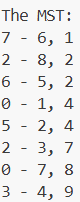 The MST:
7 - 6, 1
2 - 8, 2
6 - 5, 2
0 - 1, 4
5 - 2, 4
2 - 3, 7
0 - 7, 8
3 - 4, 9